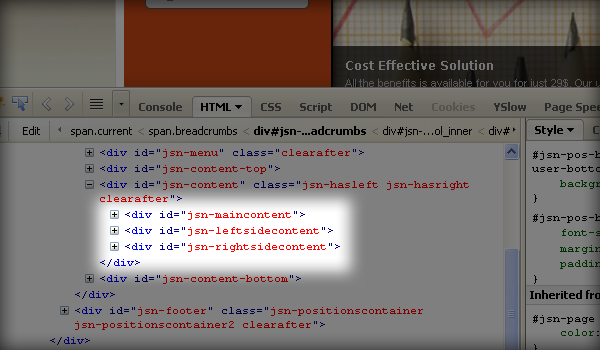 Cost Effective Solution
All the benefits is available for you for just 29$. Our u
Console HTML CSS Script DOM Net Cookies YSlow Page Spee
Edit span.current < span.breadcrumbs < div#jsn-...adcrumbs < div#jsn-...ol_inner < div#
Style
<div id="jsn-menu" class="clearafter">
<div id="jsn-content-top">
<div id="jsn-content" class="jsn-hasleft jsn-hasright
clearafter">
<div id="jsn-maincontent">
<div id="jsn-leftsidecontent">
<div id="jsn-rightsidecontent">
</div>
<div id="jsn-content-bottom">
</div>
<div id="jsn-footer" class="jsn-positionscontainer
jsn-positionscontainer2 clearafter">
</div>
#jsn-pos-b
user-bottom
backg
}
#jsn-pos-b
font-s
margin
paddin
}
Inherited fro
#jsn-page
color: